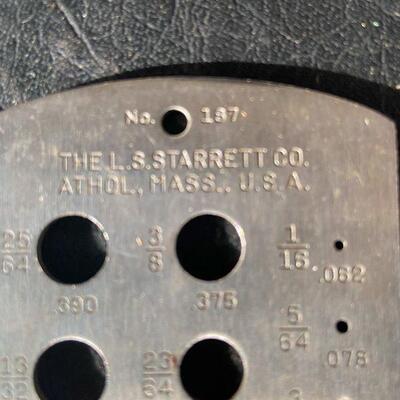 No. 187
THE L.S.STARRETT CO.
ATHOL, MASS., U.S.A.
25/64 3/8 1/16
.390 .375 .062
5/64
.078
13/32 23/64